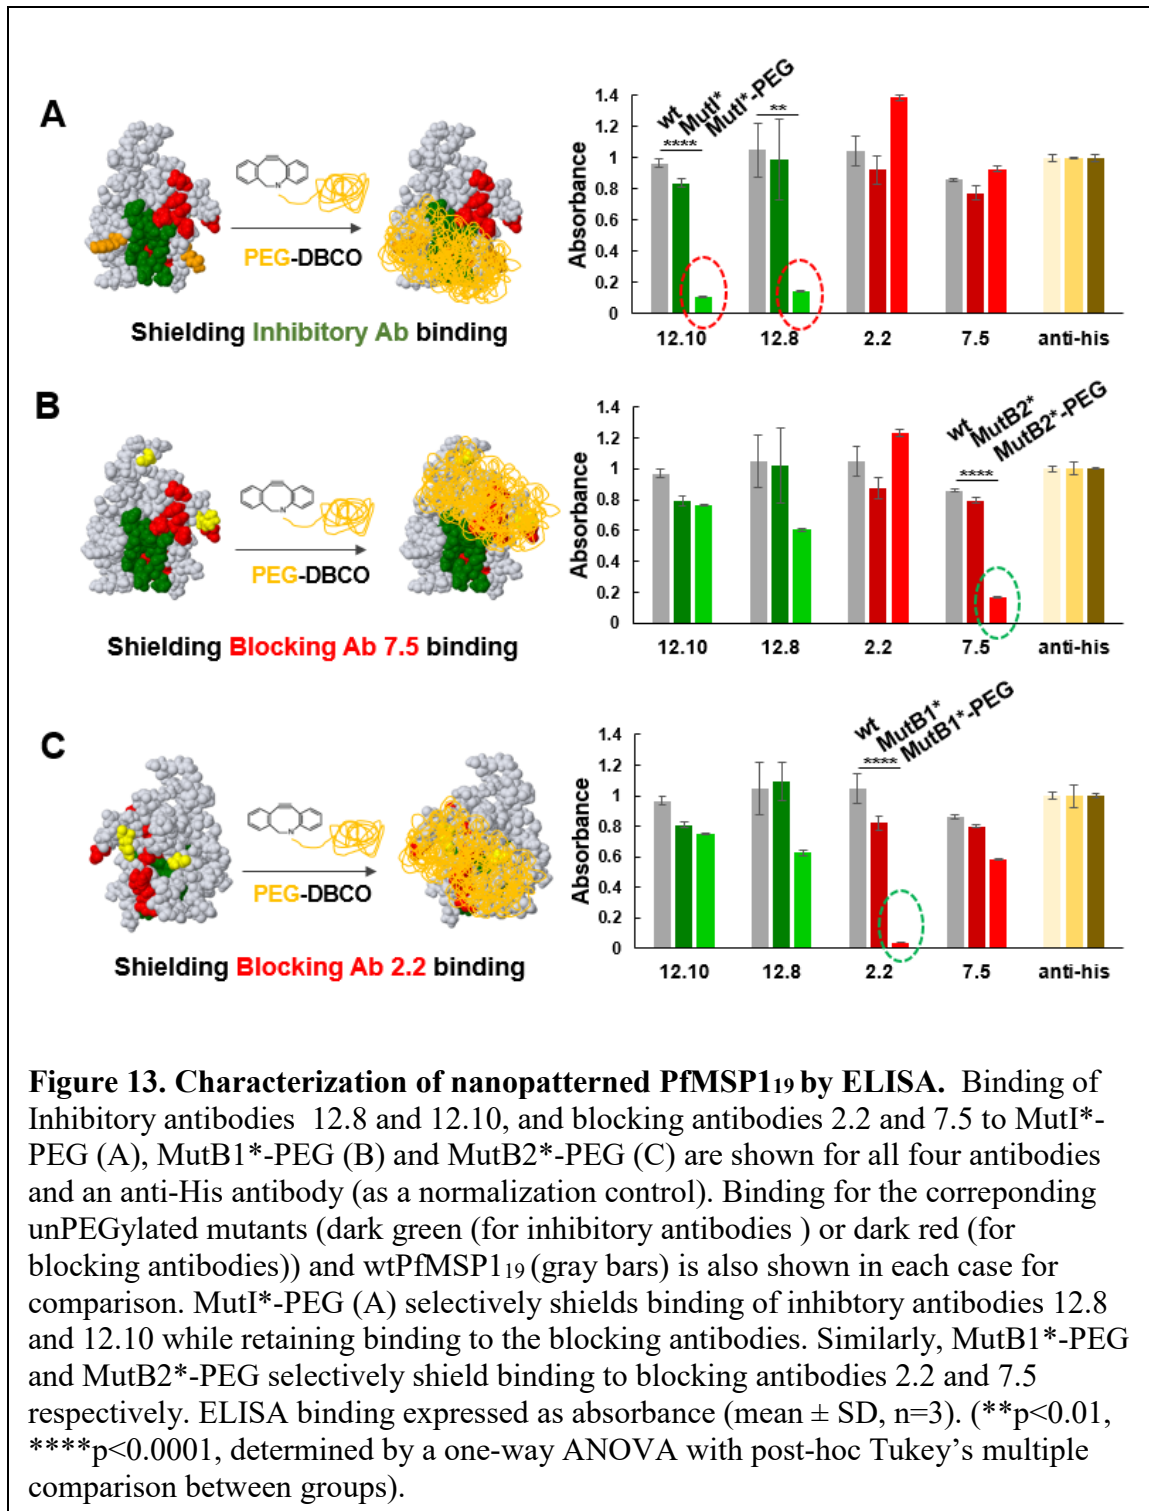 A
wt
MutI*
MutI*-PEG
****
**
N
PEG-DBCO
Shielding Inhibitory Ab binding
Absorbance
1.4
1.2
1
0.8
0.6
0.4
0.2
0
12.10 12.8 2.2 7.5 anti-his
B
wt
MutB2*
MutB2*-PEG
****
N
PEG-DBCO
Shielding Blocking Ab 7.5 binding
Absorbance
1.4
1.2
1
0.8
0.6
0.4
0.2
0
12.10 12.8 2.2 7.5 anti-his
C
wt
MutB1*
MutB1*-PEG
****
N
PEG-DBCO
Shielding Blocking Ab 2.2 binding
Absorbance
1.4
1.2
1
0.8
0.6
0.4
0.2
0
12.10 12.8 2.2 7.5 anti-his
Figure 13. Characterization of nanopatterned PfMSP1₁₉ by ELISA. Binding of
Inhibitory antibodies 12.8 and 12.10, and blocking antibodies 2.2 and 7.5 to MutI*-
PEG (A), MutB1*-PEG (B) and MutB2*-PEG (C) are shown for all four antibodies
and an anti-His antibody (as a normalization control). Binding for the correponding
unPEGylated mutants (dark green (for inhibitory antibodies ) or dark red (for
blocking antibodies)) and wtPfMSP1₁₉ (gray bars) is also shown in each case for
comparison. MutI*-PEG (A) selectively shields binding of inhibtory antibodies 12.8
and 12.10 while retaining binding to the blocking antibodies. Similarly, MutB1*-PEG
and MutB2*-PEG selectively shield binding to blocking antibodies 2.2 and 7.5
respectively. ELISA binding expressed as absorbance (mean ± SD, n=3). (**p<0.01,
****p<0.0001, determined by a one-way ANOVA with post-hoc Tukey’s multiple
comparison between groups).